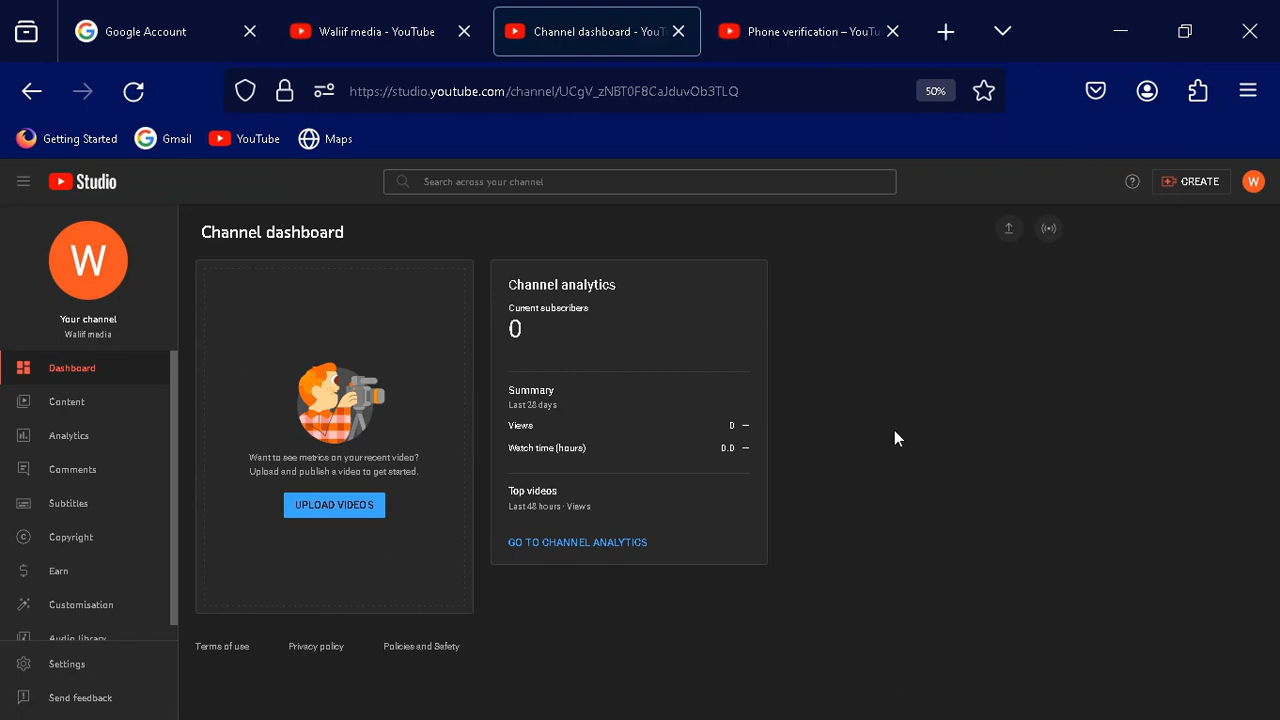 Google Account
Waliif media - YouTube
Channel dashboard - YouT
Phone verification – YouTu
https://studio.youtube.com/channel/UCgV_zNBT0F8CaJduvOb3TLQ
50%
Getting Started
Gmail
YouTube
Maps
Studio
Search across your channel
CREATE
W
W
Your channel
Waliif media
Dashboard
Content
Analytics
Comments
Subtitles
Copyright
Earn
Customisation
Audio library
Settings
Send feedback
Channel dashboard
Want to see metrics on your recent video?
Upload and publish a video to get started.
UPLOAD VIDEOS
Channel analytics
Current subscribers
0
Summary
Last 28 days
Views 0 —
Watch time (hours) 0.0 —
Top videos
Last 48 hours · Views
GO TO CHANNEL ANALYTICS
Terms of use
Privacy policy
Policies and Safety